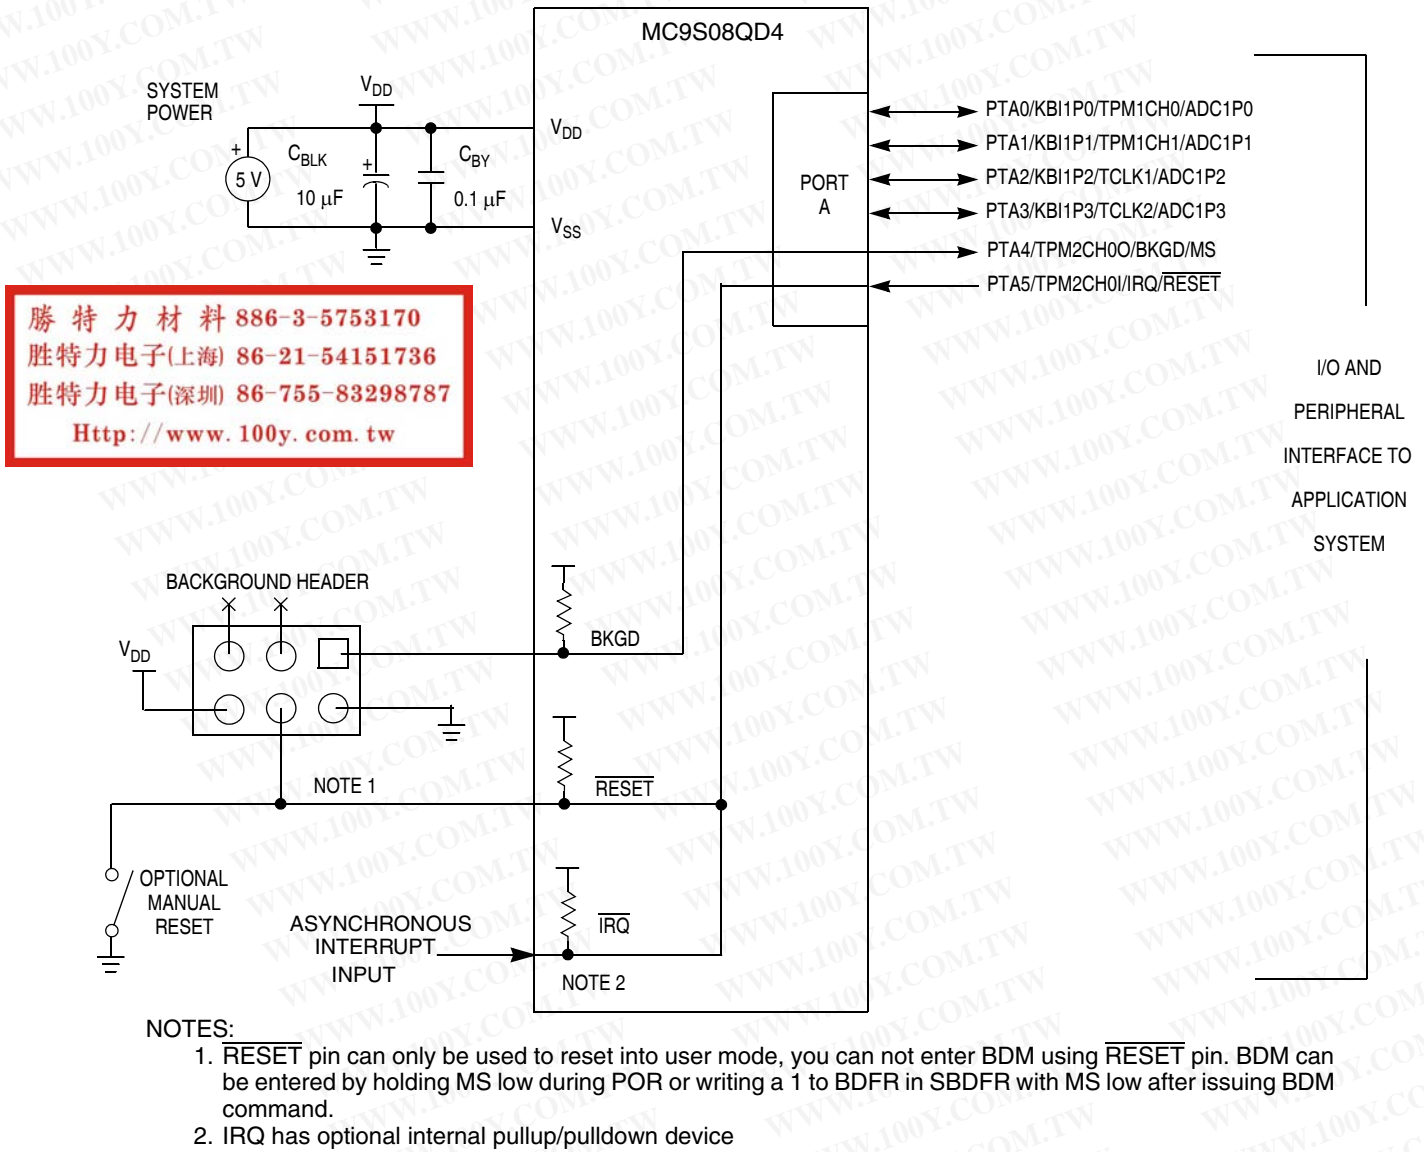 MC9S08QD4
SYSTEM
POWER
VDD
VDD
+
5 V
CBLK
+
10 μF
CBY
0.1 μF
VSS
PORT
A
PTA0/KBI1P0/TPM1CH0/ADC1P0
PTA1/KBI1P1/TPM1CH1/ADC1P1
PTA2/KBI1P2/TCLK1/ADC1P2
PTA3/KBI1P3/TCLK2/ADC1P3
PTA4/TPM2CH0O/BKGD/MS
PTA5/TPM2CH0I/IRQ/RESET
勝 特 力 材 料 886-3-5753170
胜特力电子(上海) 86-21-54151736
胜特力电子(深圳) 86-755-83298787
Http://www.100y.com.tw
I/O AND
PERIPHERAL
INTERFACE TO
APPLICATION
SYSTEM
BACKGROUND HEADER
VDD
BKGD
NOTE 1
RESET
OPTIONAL
MANUAL
RESET
ASYNCHRONOUS
INTERRUPT
INPUT
IRQ
NOTE 2
NOTES:
1. RESET pin can only be used to reset into user mode, you can not enter BDM using RESET pin. BDM can
be entered by holding MS low during POR or writing a 1 to BDFR in SBDFR with MS low after issuing BDM
command.
2. IRQ has optional internal pullup/pulldown device
WWW.100Y.COM.TW